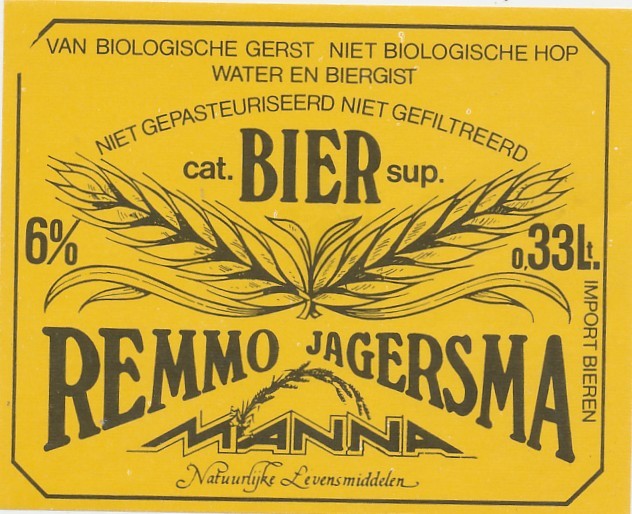 VAN BIOLOGISCHE GERST NIET BIOLOGISCHE HOP
WATER EN BIERGIST
NIET GEPASTEURISEERD NIET GEFILTREERD
cat. BIER sup.
6%
0,33Lt.
IMPORT BIEREN
REMMO JAGERSMA
MANNA
Natuurlijke Levensmiddelen